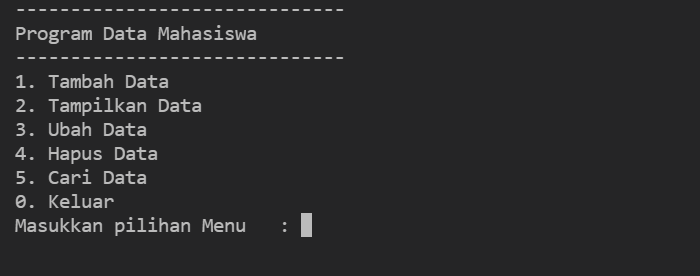 ------------------------------
Program Data Mahasiswa
------------------------------
1. Tambah Data
2. Tampilkan Data
3. Ubah Data
4. Hapus Data
5. Cari Data
0. Keluar
Masukkan pilihan Menu   :